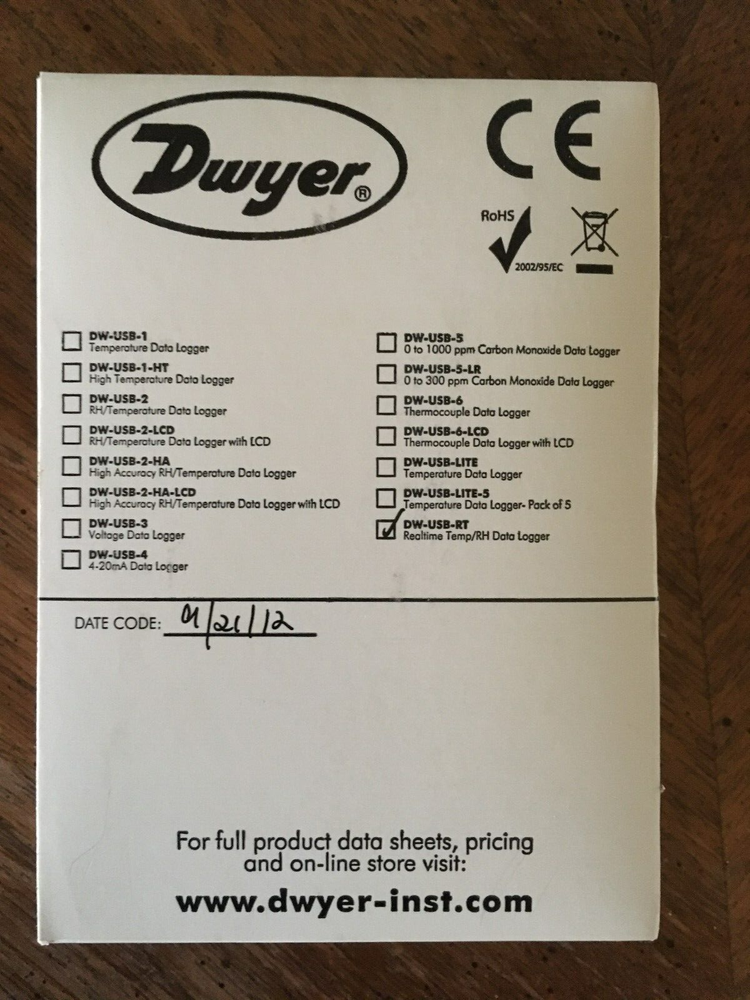 Dwyer®
CE
RoHS
2002/95/EC
DW-USB-1
Temperature Data Logger
DW-USB-1-HT
High Temperature Data Logger
DW-USB-2
RH/Temperature Data Logger
DW-USB-2-LCD
RH/Temperature Data Logger with LCD
DW-USB-2-HA
High Accuracy RH/Temperature Data Logger
DW-USB-2-HA-LCD
High Accuracy RH/Temperature Data Logger with LCD
DW-USB-3
Voltage Data Logger
DW-USB-4
4-20mA Data Logger
DW-USB-5
0 to 1000 ppm Carbon Monoxide Data Logger
DW-USB-5-LR
0 to 300 ppm Carbon Monoxide Data Logger
DW-USB-6
Thermocouple Data Logger
DW-USB-6-LCD
Thermocouple Data Logger with LCD
DW-USB-LITE
Temperature Data Logger
DW-USB-LITE-5
Temperature Data Logger- Pack of 5
DW-USB-RT
Realtime Temp/RH Data Logger
DATE CODE: 9/21/12
For full product data sheets, pricing
and on-line store visit:
www.dwyer-inst.com